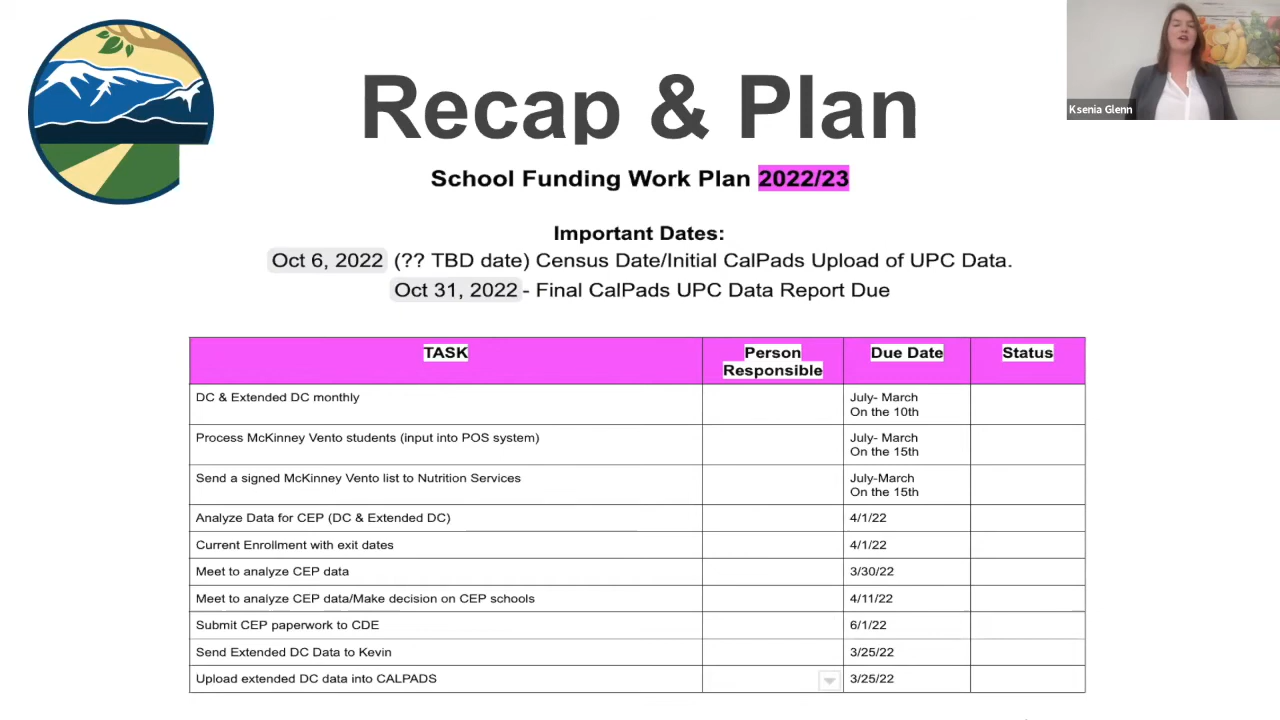 Recap & Plan
Ksenia Glenn
School Funding Work Plan 2022/23
Important Dates:
Oct 6, 2022 (?? TBD date) Census Date/Initial CalPads Upload of UPC Data.
Oct 31, 2022 - Final CalPads UPC Data Report Due
TASK Person Responsible Due Date Status
DC & Extended DC monthly July- March On the 10th
Process McKinney Vento students (input into POS system) July- March On the 15th
Send a signed McKinney Vento list to Nutrition Services July-March On the 15th
Analyze Data for CEP (DC & Extended DC) 4/1/22
Current Enrollment with exit dates 4/1/22
Meet to analyze CEP data 3/30/22
Meet to analyze CEP data/Make decision on CEP schools 4/11/22
Submit CEP paperwork to CDE 6/1/22
Send Extended DC Data to Kevin 3/25/22
Upload extended DC data into CALPADS 3/25/22